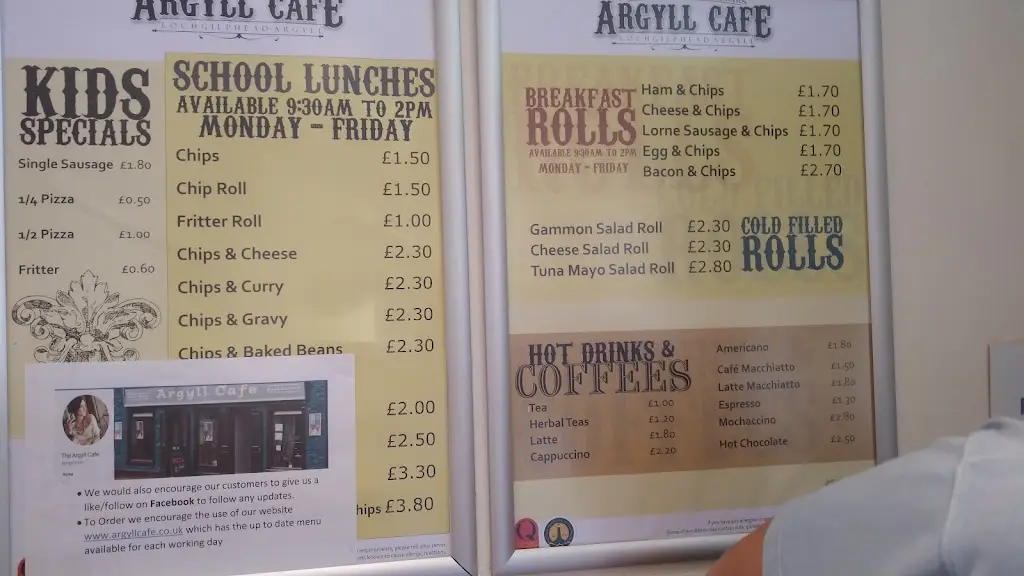 ARGYLL CAFE
LOCHGILPHEAD ARGYLL
KIDS
SPECIALS
Single Sausage £1.80
1/4 Pizza £0.50
1/2 Pizza £1.00
Fritter £0.60
SCHOOL LUNCHES
AVAILABLE 9:30AM TO 2PM
MONDAY - FRIDAY
Chips £1.50
Chip Roll £1.50
Fritter Roll £1.00
Chips & Cheese £2.30
Chips & Curry £2.30
Chips & Gravy £2.30
Chips & Baked Beans £2.30
£2.00
£2.50
£3.30
hips £3.80
Argyll Cafe
The Argyll Cafe
• We would also encourage our customers to give us a
like/follow on Facebook to follow any updates.
• To Order we encourage the use of our website
www.argyllcafe.co.uk which has the up to date menu
available for each working day
ARGYLL CAFE
LOCHGILPHEAD ARGYLL
BREAKFAST
ROLLS
AVAILABLE 9:30AM TO 2PM
MONDAY - FRIDAY
Ham & Chips £1.70
Cheese & Chips £1.70
Lorne Sausage & Chips £1.70
Egg & Chips £1.70
Bacon & Chips £2.70
Gammon Salad Roll £2.30
Cheese Salad Roll £2.30
Tuna Mayo Salad Roll £2.80
COLD FILLED
ROLLS
HOT DRINKS &
COFFEES
Tea £1.00
Herbal Teas £1.20
Latte £1.80
Cappuccino £2.20
Americano £1.80
Café Macchiatto £1.50
Latte Macchiatto £1.80
Espresso £1.30
Mochaccino £2.80
Hot Chocolate £2.50